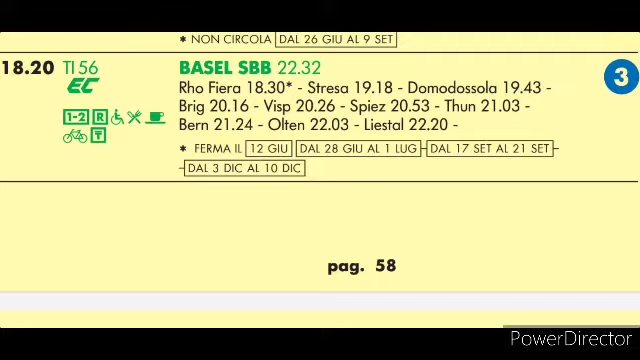 * NON CIRCOLA DAL 26 GIU AL 9 SET
18.20 TI 56 BASEL SBB 22.32 3
EC Rho Fiera 18.30* - Stresa 19.18 - Domodossola 19.43 -
Brig 20.16 - Visp 20.26 - Spiez 20.53 - Thun 21.03 -
1-2 R Bern 21.24 - Olten 22.03 - Liestal 22.20 -
* FERMA IL 12 GIU DAL 28 GIU AL 1 LUG DAL 17 SET AL 21 SET
DAL 3 DIC AL 10 DIC
pag. 58
PowerDirector